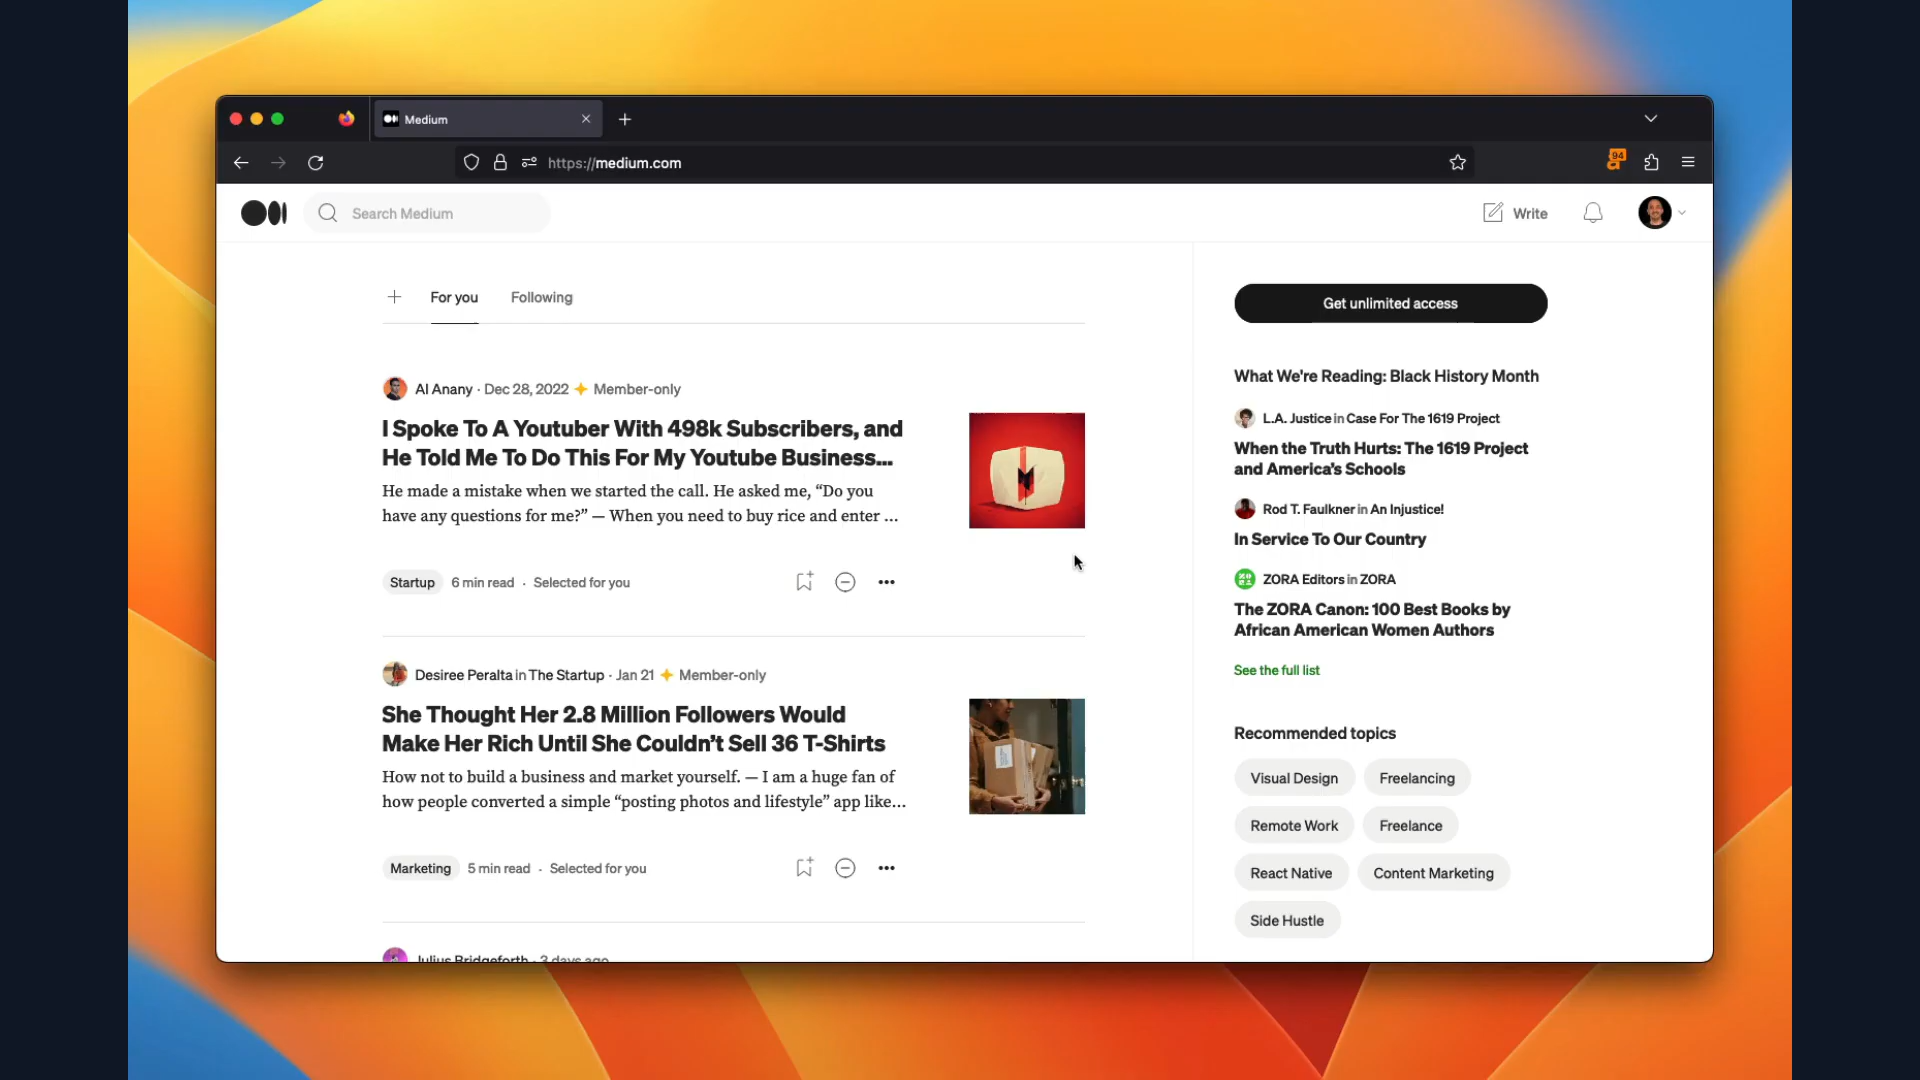 Medium
https://medium.com
94
Search Medium
Write
For you
Following
Al Anany · Dec 28, 2022 Member-only
I Spoke To A Youtuber With 498k Subscribers, and
He Told Me To Do This For My Youtube Business...
He made a mistake when we started the call. He asked me, “Do you
have any questions for me?” — When you need to buy rice and enter ...
Startup 6 min read · Selected for you
Desiree Peralta in The Startup · Jan 21 Member-only
She Thought Her 2.8 Million Followers Would
Make Her Rich Until She Couldn’t Sell 36 T-Shirts
How not to build a business and market yourself. — I am a huge fan of
how people converted a simple “posting photos and lifestyle” app like...
Marketing 5 min read · Selected for you
Julius Bridgeforth · 3 days ago
Get unlimited access
What We're Reading: Black History Month
L.A. Justice in Case For The 1619 Project
When the Truth Hurts: The 1619 Project
and America’s Schools
Rod T. Faulkner in An Injustice!
In Service To Our Country
ZORA Editors in ZORA
The ZORA Canon: 100 Best Books by
African American Women Authors
See the full list
Recommended topics
Visual Design
Freelancing
Remote Work
Freelance
React Native
Content Marketing
Side Hustle